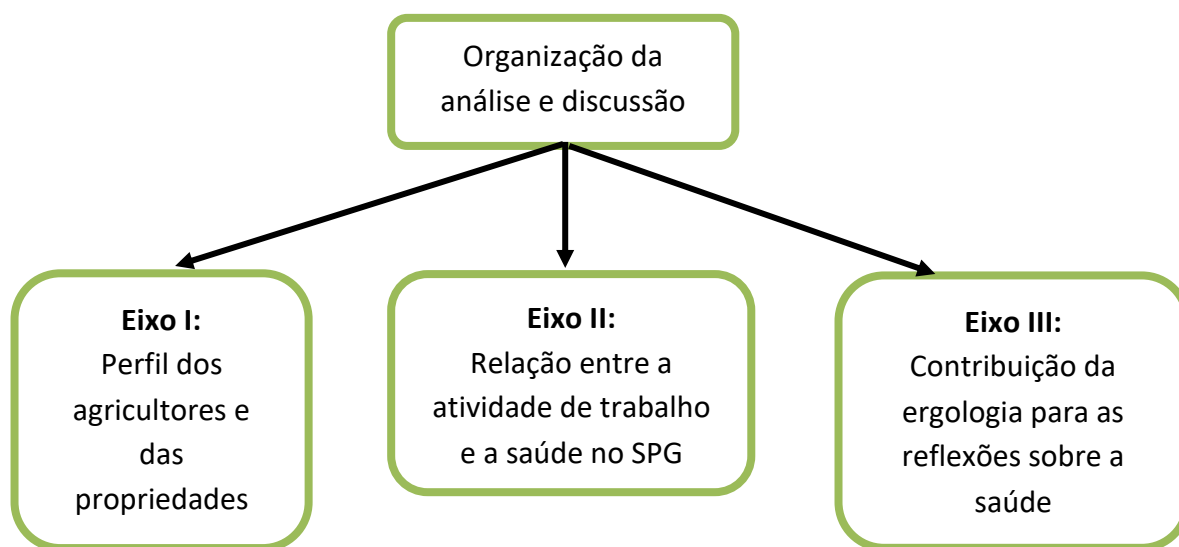 Organização da
análise e discussão
Eixo I:
Perfil dos
agricultores e
das
propriedades
Eixo II:
Relação entre a
atividade de trabalho
e a saúde no SPG
Eixo III:
Contribuição da
ergologia para as
reflexões sobre a
saúde